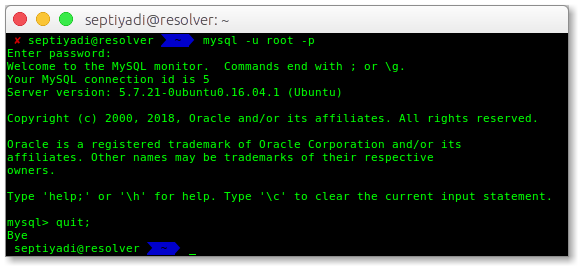 septiyadi@resolver: ~
✘ septiyadi@resolver ~ mysql -u root -p
Enter password:
Welcome to the MySQL monitor.  Commands end with ; or \g.
Your MySQL connection id is 5
Server version: 5.7.21-0ubuntu0.16.04.1 (Ubuntu)
Copyright (c) 2000, 2018, Oracle and/or its affiliates. All rights reserved.
Oracle is a registered trademark of Oracle Corporation and/or its
affiliates. Other names may be trademarks of their respective
owners.
Type 'help;' or '\h' for help. Type '\c' to clear the current input statement.
mysql> quit;
Bye
septiyadi@resolver ~ _